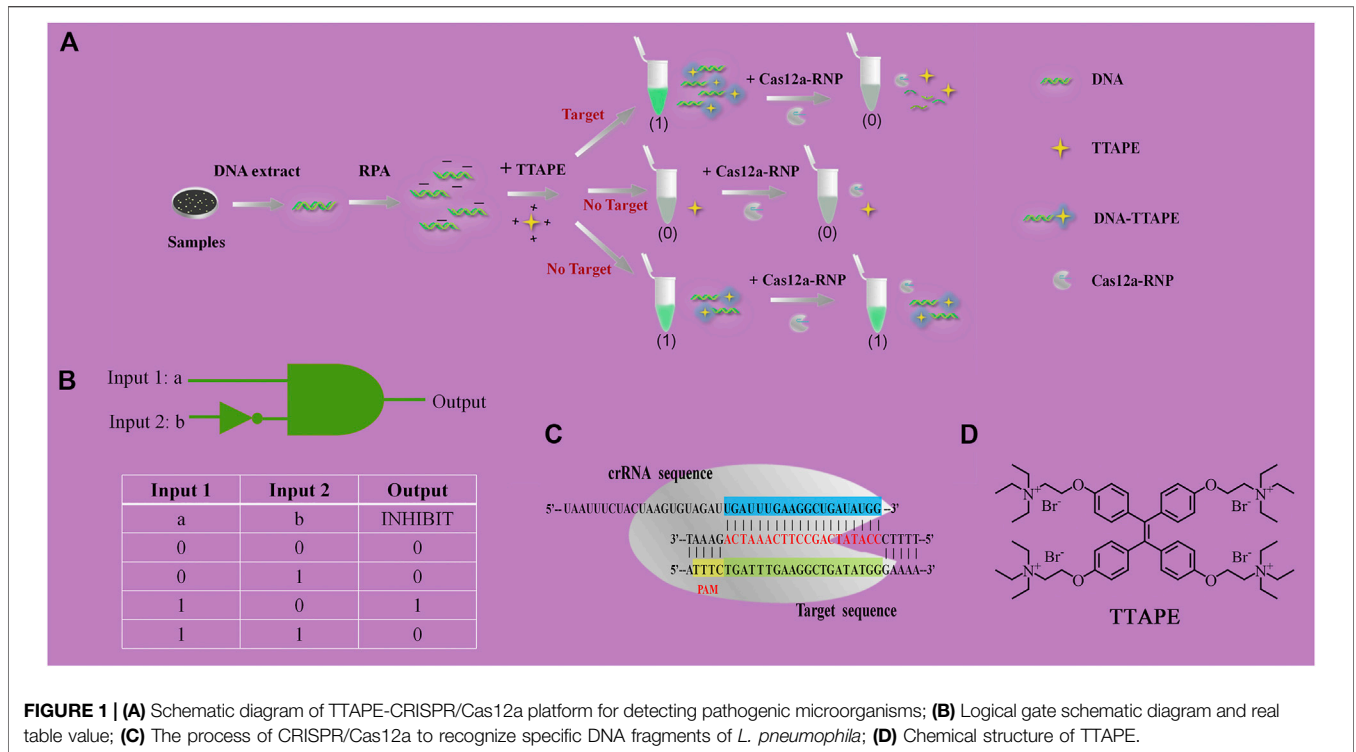 A
DNA extract
RPA
+ TTAPE
Samples
Target
No Target
No Target
+ Cas12a-RNP
(1)
(0)
+ Cas12a-RNP
(0)
(0)
+ Cas12a-RNP
(1)
(1)
DNA
TTAPE
DNA-TTAPE
Cas12a-RNP
B
Input 1: a
Input 2: b
Output
Input 1 Input 2 Output
a b INHIBIT
0 0 0
0 1 0
1 0 1
1 1 0
C
crRNA sequence
5'--UAAUUUCUACUAAGUGUAGAUUGAUUUGAAGGCUGAUAUGG--3'
3'--TAAAGACTAAACTTCCGACTATACCCTTTT--5'
5'--ATTTCTGATTTGAAGGCTGATATGGGAAAA--3'
PAM
Target sequence
D
N+
Br-
O
O
Br-
N+
N+
Br-
O
O
Br-
N+
TTAPE
FIGURE 1 | (A) Schematic diagram of TTAPE-CRISPR/Cas12a platform for detecting pathogenic microorganisms; (B) Logical gate schematic diagram and real
table value; (C) The process of CRISPR/Cas12a to recognize specific DNA fragments of L. pneumophila; (D) Chemical structure of TTAPE.